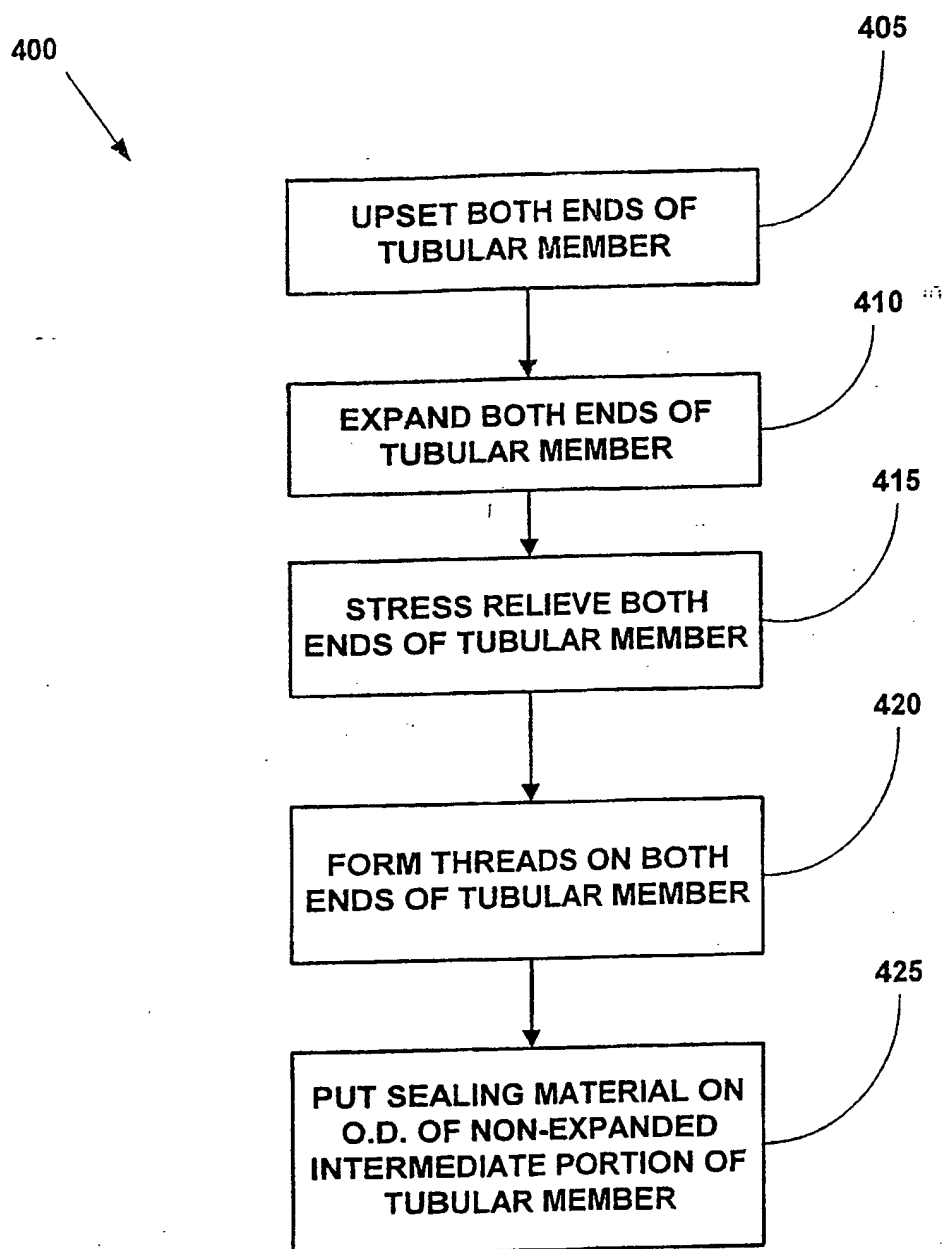 400
405
UPSET BOTH ENDS OF
TUBULAR MEMBER
410
EXPAND BOTH ENDS OF
TUBULAR MEMBER
415
STRESS RELIEVE BOTH
ENDS OF TUBULAR MEMBER
420
FORM THREADS ON BOTH
ENDS OF TUBULAR MEMBER
425
PUT SEALING MATERIAL ON
O.D. OF NON-EXPANDED
INTERMEDIATE PORTION OF
TUBULAR MEMBER